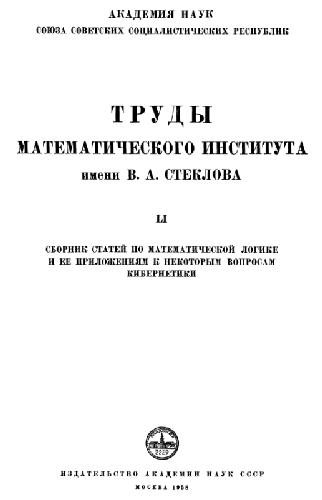 АКАДЕМИЯ НАУК
СОЮЗА СОВЕТСКИХ СОЦИАЛИСТИЧЕСКИХ РЕСПУБЛИК
ТРУДЫ
МАТЕМАТИЧЕСКОГО ИНСТИТУТА
имени В. А. СТЕКЛОВА
LI
СБОРНИК СТАТЕЙ ПО МАТЕМАТИЧЕСКОЙ ЛОГИКЕ
И ЕЕ ПРИЛОЖЕНИЯМ К НЕКОТОРЫМ ВОПРОСАМ
КИБЕРНЕТИКИ
ИЗДАТЕЛЬСТВО АКАДЕМИИ НАУК СССР
МОСКВА 1958